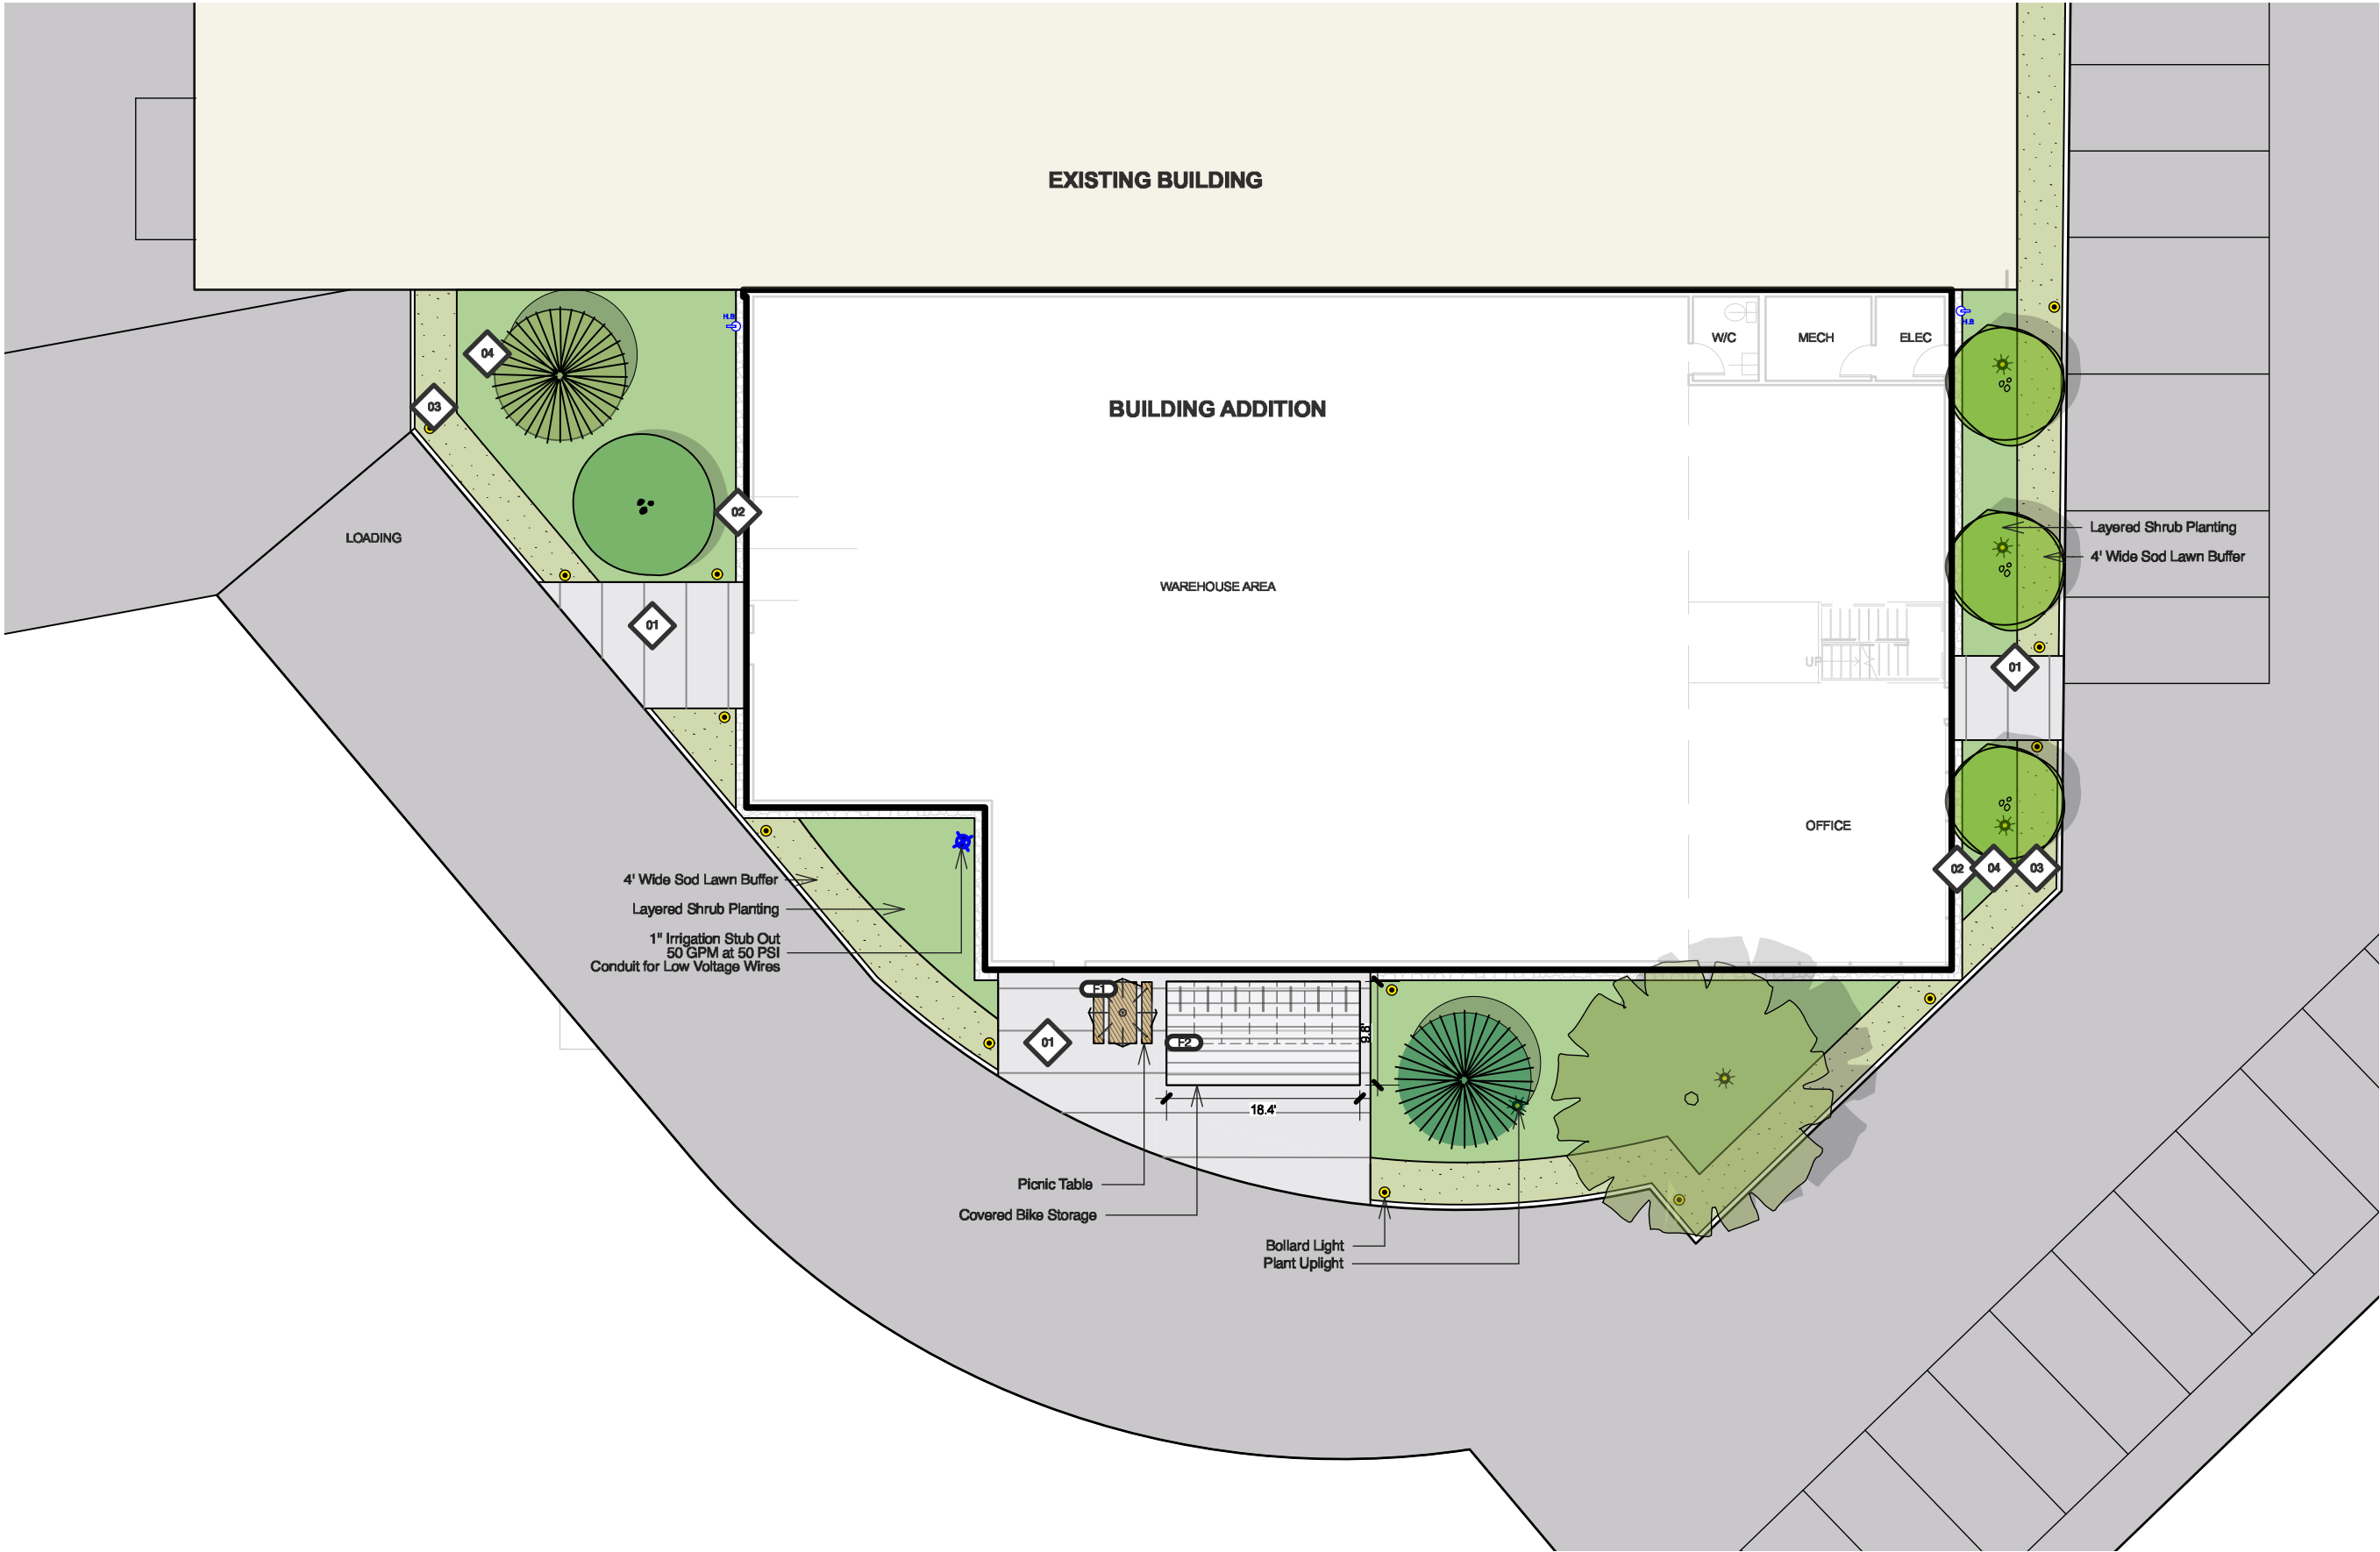 EXISTING BUILDING
H.B
H.B
W/C
MECH
ELEC
04
03
BUILDING ADDITION
02
LOADING
Layered Shrub Planting
4' Wide Sod Lawn Buffer
WAREHOUSE AREA
01
UP
01
OFFICE
02
04
03
4' Wide Sod Lawn Buffer
Layered Shrub Planting
1" Irrigation Stub Out
50 GPM at 50 PSI
Conduit for Low Voltage Wires
F1
01
F2
9.8'
18.4'
Picnic Table
Covered Bike Storage
Bollard Light
Plant Uplight